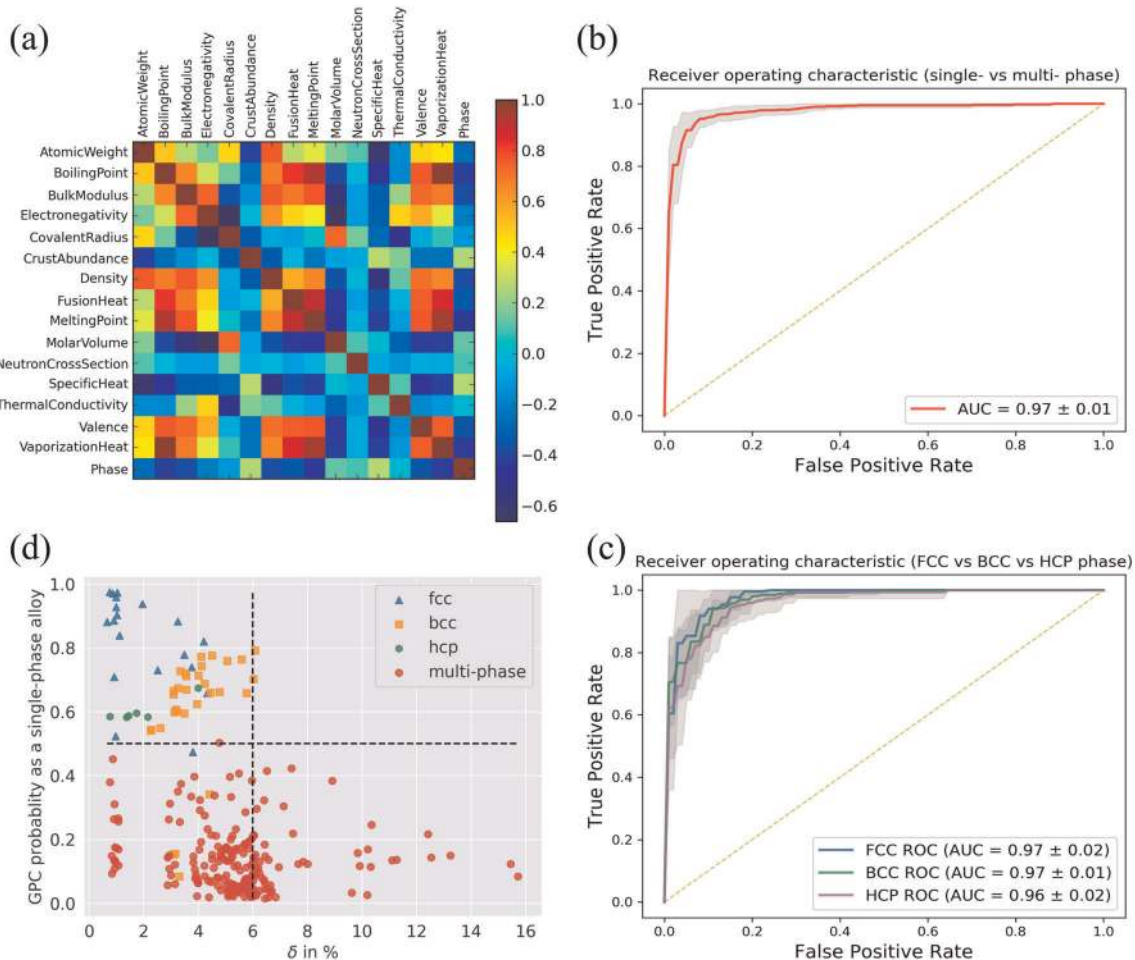 (a)
AtomicWeight
BoilingPoint
BulkModulus
Electronegativity
CovalentRadius
CrustAbundance
Density
FusionHeat
MeltingPoint
MolarVolume
NeutronCrossSection
SpecificHeat
ThermalConductivity
Valence
VaporizationHeat
Phase
AtomicWeight
BoilingPoint
BulkModulus
Electronegativity
CovalentRadius
CrustAbundance
Density
FusionHeat
MeltingPoint
MolarVolume
NeutronCrossSection
SpecificHeat
ThermalConductivity
Valence
VaporizationHeat
Phase
1.0
0.8
0.6
0.4
0.2
0.0
−0.2
−0.4
−0.6
(b)
Receiver operating characteristic (single- vs multi- phase)
True Positive Rate
1.0
0.8
0.6
0.4
0.2
0.0
AUC = 0.97 ± 0.01
0.0 0.2 0.4 0.6 0.8 1.0
False Positive Rate
(d)
GPC probablity as a single-phase alloy
1.0
0.8
0.6
0.4
0.2
0.0
fcc
bcc
hcp
multi-phase
0 2 4 6 8 10 12 14 16
δ in %
(c)
Receiver operating characteristic (FCC vs BCC vs HCP phase)
True Positive Rate
1.0
0.8
0.6
0.4
0.2
0.0
FCC ROC (AUC = 0.97 ± 0.02)
BCC ROC (AUC = 0.97 ± 0.01)
HCP ROC (AUC = 0.96 ± 0.02)
0.0 0.2 0.4 0.6 0.8 1.0
False Positive Rate